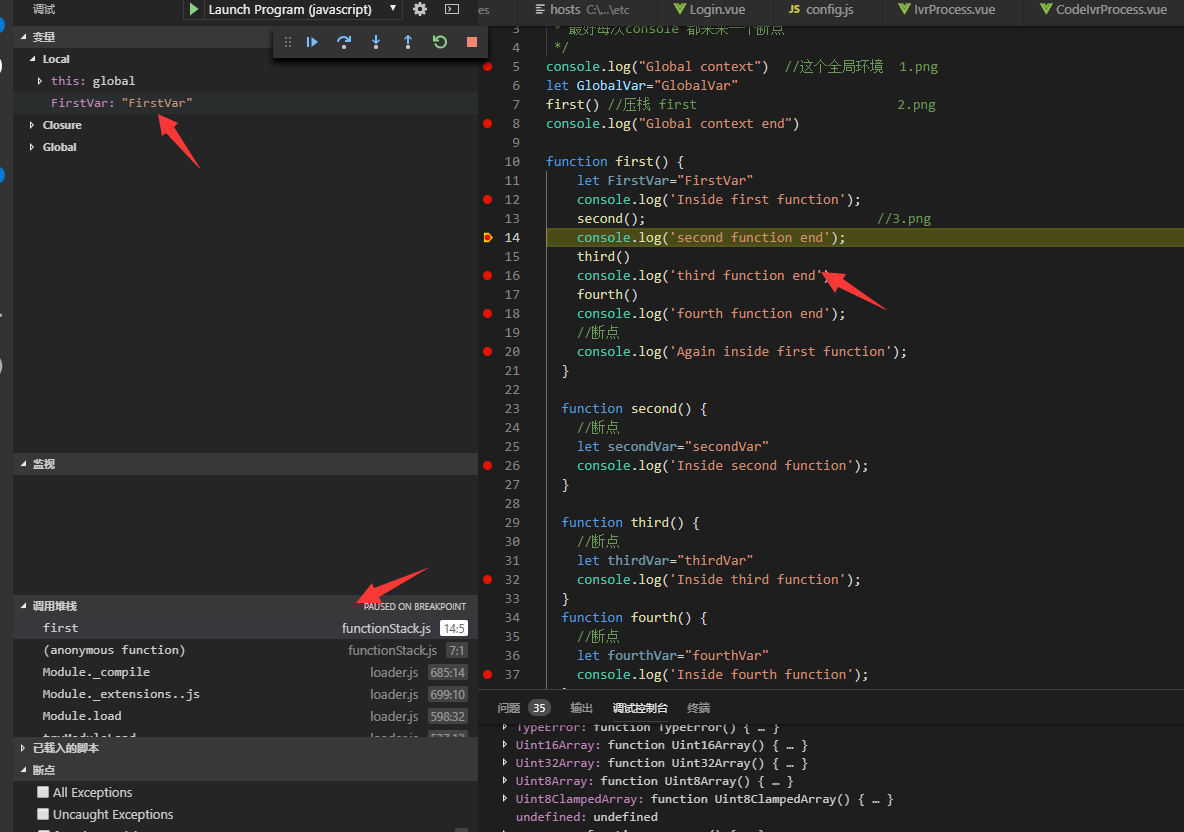 调试
Launch Program (javascript)
变量
Local
this: global
FirstVar: "FirstVar"
Closure
Global
监视
调用堆栈
PAUSED ON BREAKPOINT
first functionStack.js 14:5
(anonymous function) functionStack.js 7:1
Module._compile loader.js 685:14
Module._extensions..js loader.js 699:10
Module.load loader.js 598:32
已载入的脚本
断点
All Exceptions
Uncaught Exceptions
es hosts C:\...\etc Login.vue JS config.js IvrProcess.vue CodeIvrProcess.vue
3 * 最好每次console 都来来一个断点
4 */
5 console.log("Global context") //这个全局环境 1.png
6 let GlobalVar="GlobalVar"
7 first() //压栈 first 2.png
8 console.log("Global context end")
9
10 function first() {
11 let FirstVar="FirstVar"
12 console.log('Inside first function');
13 second(); //3.png
14 console.log('second function end');
15 third()
16 console.log('third function end'
17 fourth()
18 console.log('fourth function end');
19 //断点
20 console.log('Again inside first function');
21 }
22
23 function second() {
24 //断点
25 let secondVar="secondVar"
26 console.log('Inside second function');
27 }
28
29 function third() {
30 //断点
31 let thirdVar="thirdVar"
32 console.log('Inside third function');
33 }
34 function fourth() {
35 //断点
36 let fourthVar="fourthVar"
37 console.log('Inside fourth function');
问题 35 输出 调试控制台 终端
TypeError: function TypeError() { … }
Uint16Array: function Uint16Array() { … }
Uint32Array: function Uint32Array() { … }
Uint8Array: function Uint8Array() { … }
Uint8ClampedArray: function Uint8ClampedArray() { … }
undefined: undefined